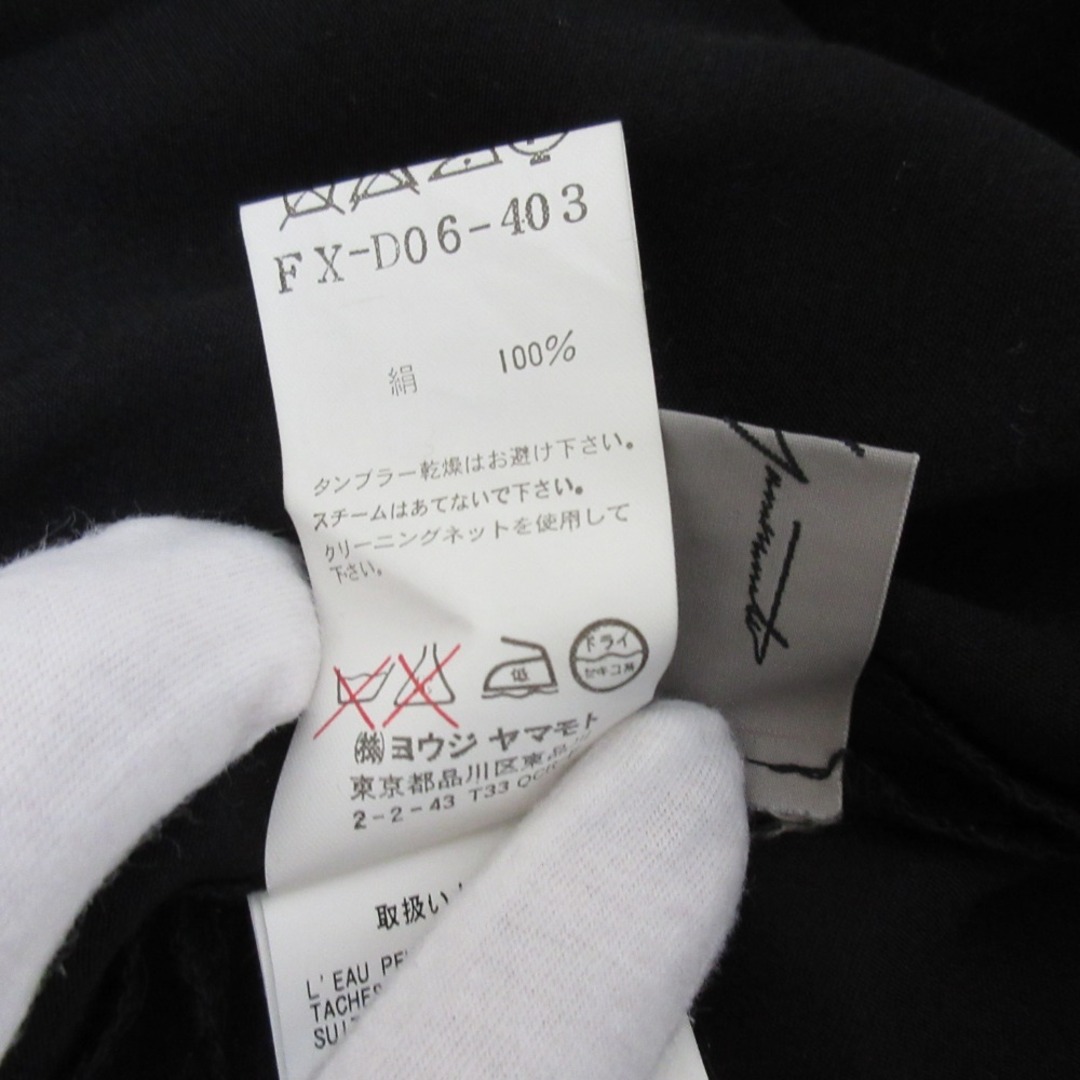 FX-D06-403
絹 100%
タンブラー乾燥はお避け下さい。
スチームはあてないで下さい。
クリーニングネットを使用して
下さい。
低
ドライ
セキユ系
㈱ヨウジ ヤマモト
東京都品川区東品
2-2-43 T33
取扱い
L'EAU
TACHES
Yamamoto